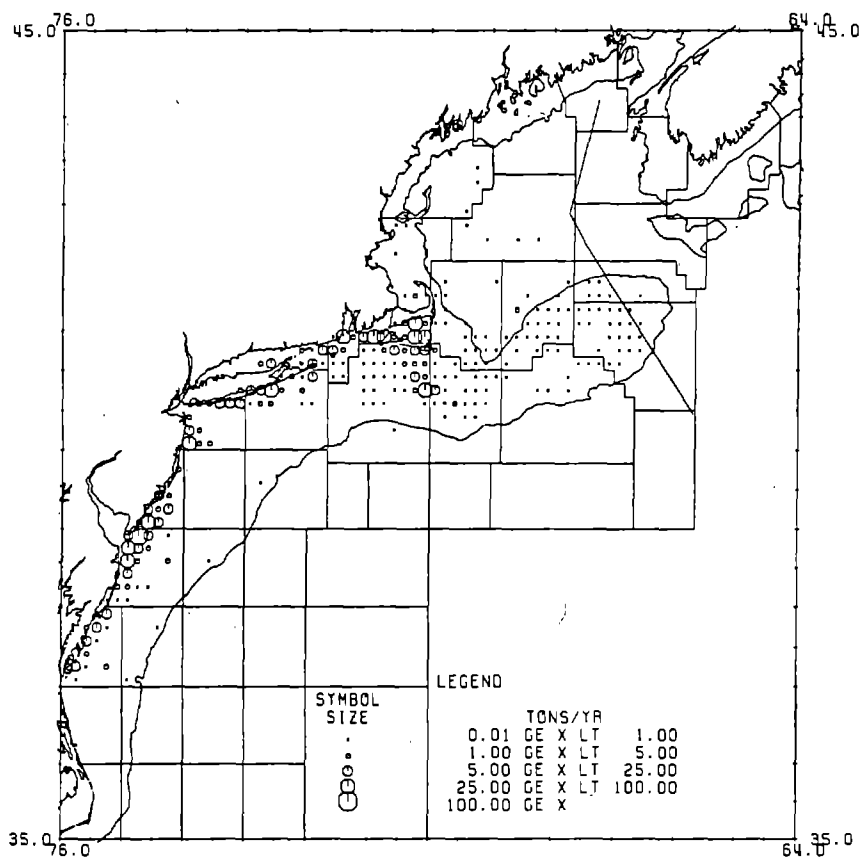 76.0 64.0
45.0 45.0
LEGEND
SYMBOL
SIZE
TONS/YR
0.01 GE X LT 1.00
1.00 GE X LT 5.00
5.00 GE X LT 25.00
25.00 GE X LT 100.00
100.00 GE X
35.0 35.0
76.0 64.0